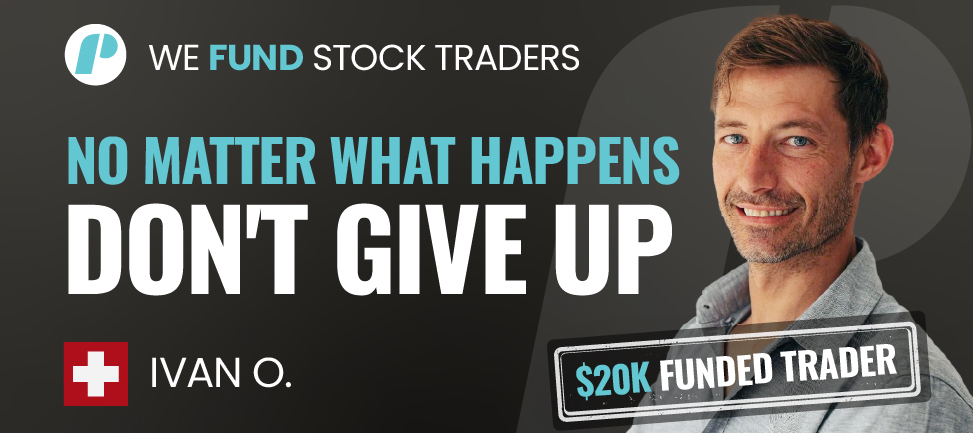 P
WE FUND STOCK TRADERS
NO MATTER WHAT HAPPENS
DON'T GIVE UP
IVAN O.
$20K FUNDED TRADER